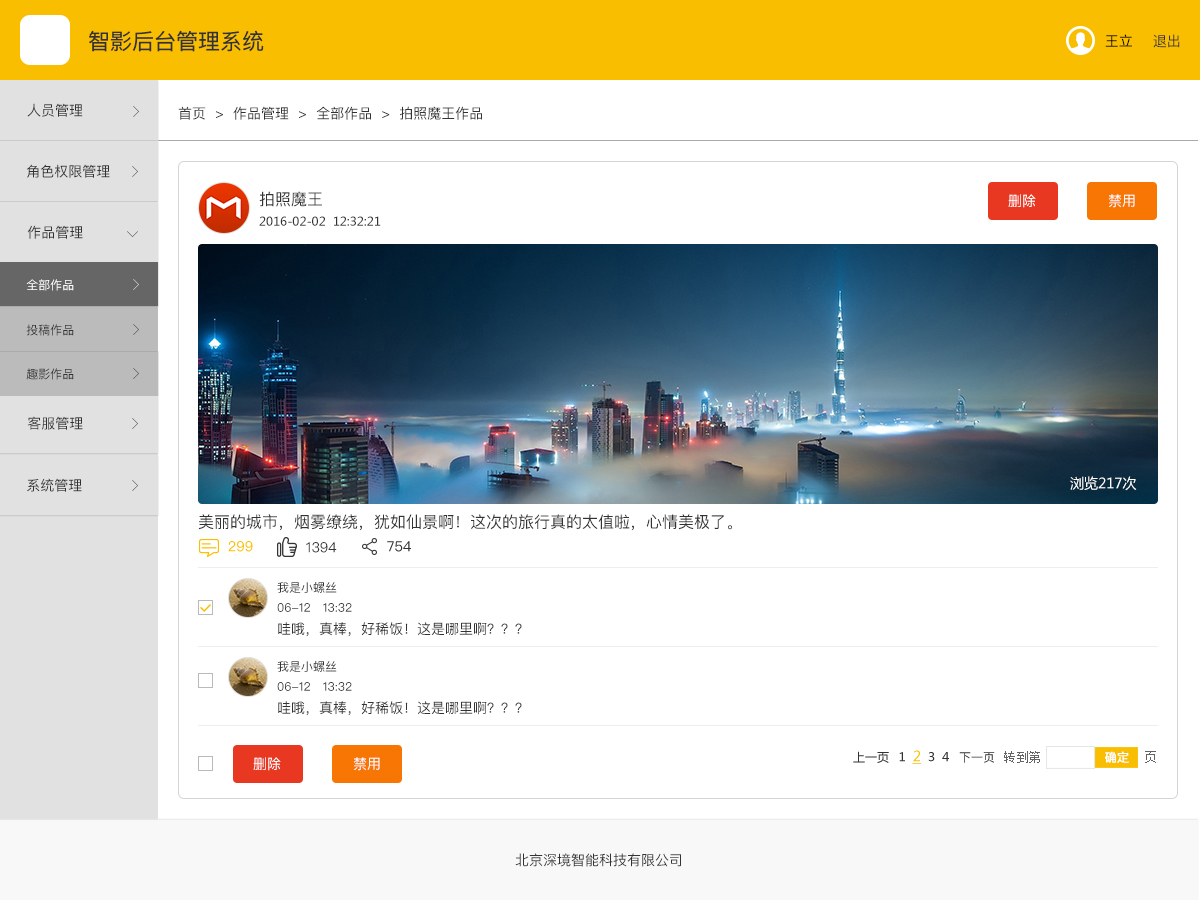 智影后台管理系统
王立 退出
人员管理
角色权限管理
作品管理
全部作品
投稿作品
趣影作品
客服管理
系统管理
首页 > 作品管理 > 全部作品 > 拍照魔王作品
拍照魔王
2016-02-02 12:32:21
删除 禁用
浏览217次
美丽的城市，烟雾缭绕，犹如仙景啊！这次的旅行真的太值啦，心情美极了。
299 1394 754
我是小螺丝
06-12 13:32
哇哦，真棒，好稀饭！这是哪里啊？？？
我是小螺丝
06-12 13:32
哇哦，真棒，好稀饭！这是哪里啊？？？
删除 禁用
上一页 1 2 3 4 下一页 转到第 确定 页
北京深境智能科技有限公司